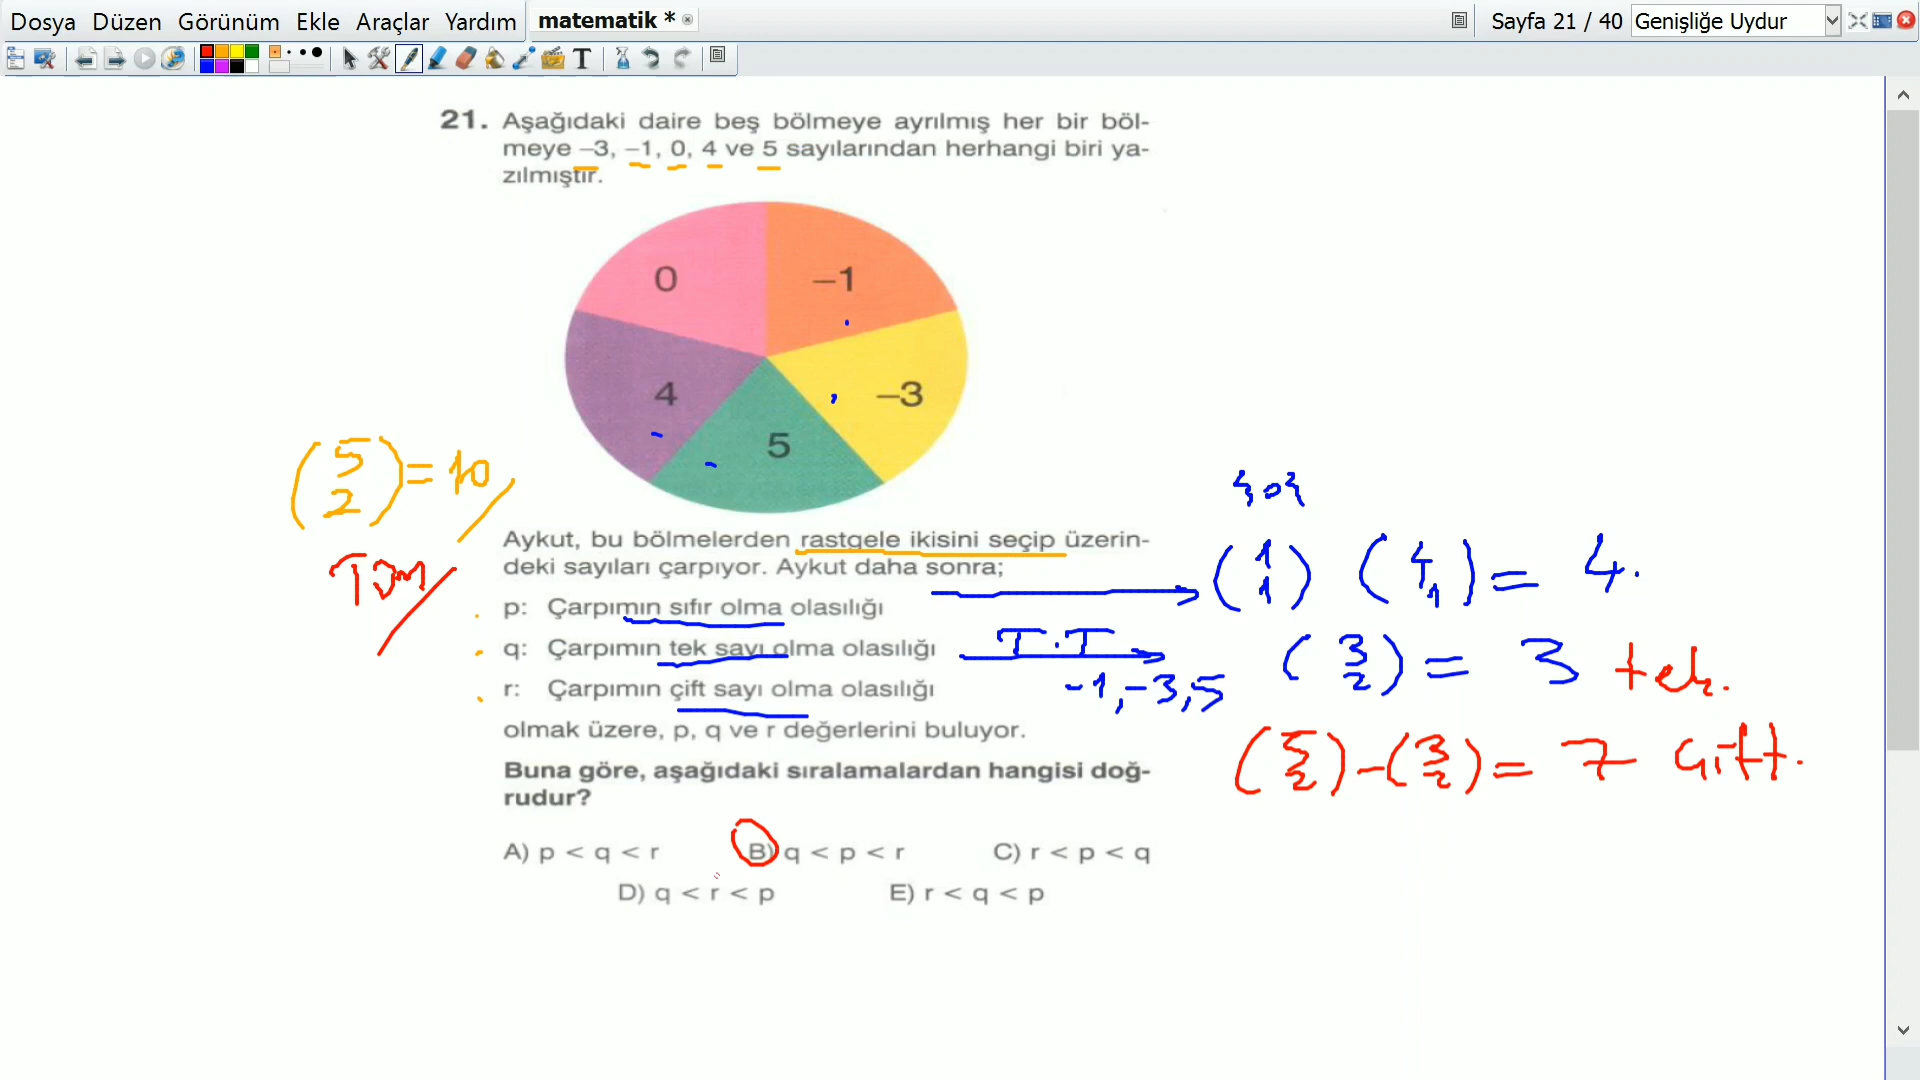 Dosya Düzen Görünüm Ekle Araçlar Yardım matematik * Sayfa 21 / 40 Genişliğe Uydur
21. Aşağıdaki daire beş bölmeye ayrılmış her bir böl-
meye –3, –1, 0, 4 ve 5 sayılarından herhangi biri ya-
zılmıştır.
0 –1
4 –3
5
(5 2) = 10
TÜM
Aykut, bu bölmelerden rastgele ikisini seçip üzerin-
deki sayıları çarpıyor. Aykut daha sonra;
p: Çarpımın sıfır olma olasılığı
(1 1) (4 1) = 4.
q: Çarpımın tek sayı olma olasılığı
T.T
-1, -3, 5
(3 2) = 3 tek.
r: Çarpımın çift sayı olma olasılığı
olmak üzere, p, q ve r değerlerini buluyor.
(5 2) - (3 2) = 7 Çift.
Buna göre, aşağıdaki sıralamalardan hangisi doğ-
rudur?
A) p < q < r B) q < p < r C) r < p < q
D) q < r < p E) r < q < p